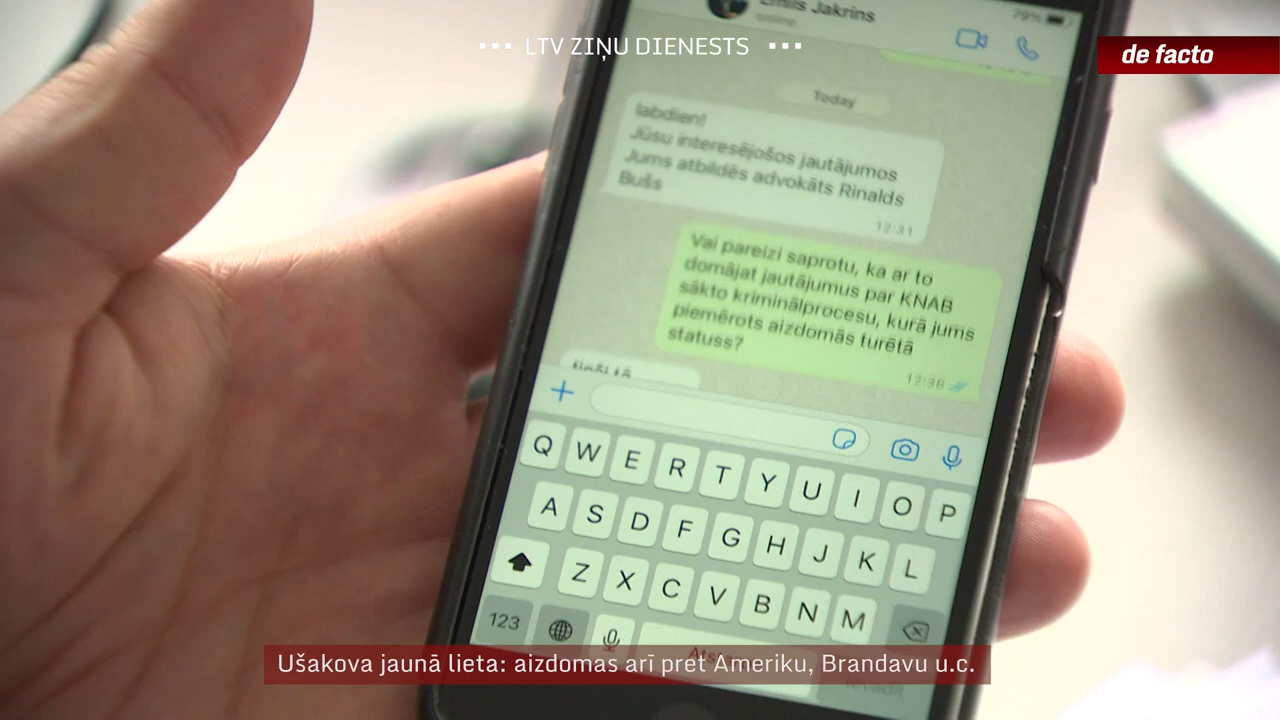 LTV ZIŅU DIENESTS
de facto
Emīls Jakrins
online
79%
Today
labdien!
Jūsu interesējošos jautājumos
Jums atbildēs advokāts Rinalds
Bušs
12:31
Vai pareizi saprotu, ka ar to
domājat jautājumus par KNAB
sākto kriminālprocesu, kurā jums
piemērots aizdomās turētā
statuss?
12:36
Q W E R T Y U I O P
A S D F G H J K L
Z X C V B N M
123
Ušakova jaunā lieta: aizdomas arī pret Ameriku, Brandavu u.c.